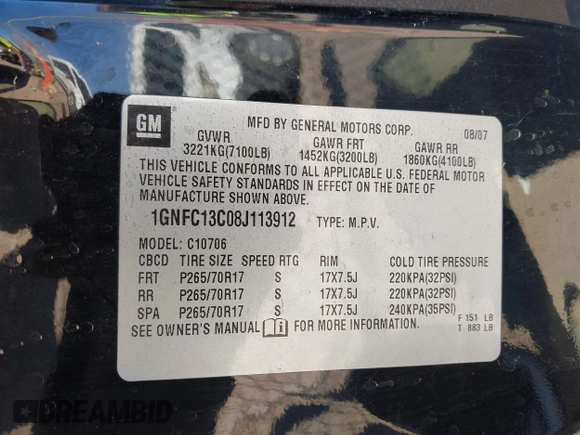 GM
MFD BY GENERAL MOTORS CORP. 08/07
GVWR GAWR FRT GAWR RR
3221KG(7100LB) 1452KG(3200LB) 1860KG(4100LB)
THIS VEHICLE CONFORMS TO ALL APPLICABLE U.S. FEDERAL MOTOR
VEHICLE SAFETY STANDARDS IN EFFECT ON THE DATE OF
MANUFACTURE SHOWN ABOVE.
1GNFC13C08J113912 TYPE: M.P.V.
MODEL: C10706
CBCD TIRE SIZE SPEED RTG RIM COLD TIRE PRESSURE
FRT P265/70R17 S 17X7.5J 220KPA(32PSI)
RR P265/70R17 S 17X7.5J 220KPA(32PSI)
SPA P265/70R17 S 17X7.5J 240KPA(35PSI)
SEE OWNER'S MANUAL FOR MORE INFORMATION.
F 151 LB
T 883 LB
DREAMBID